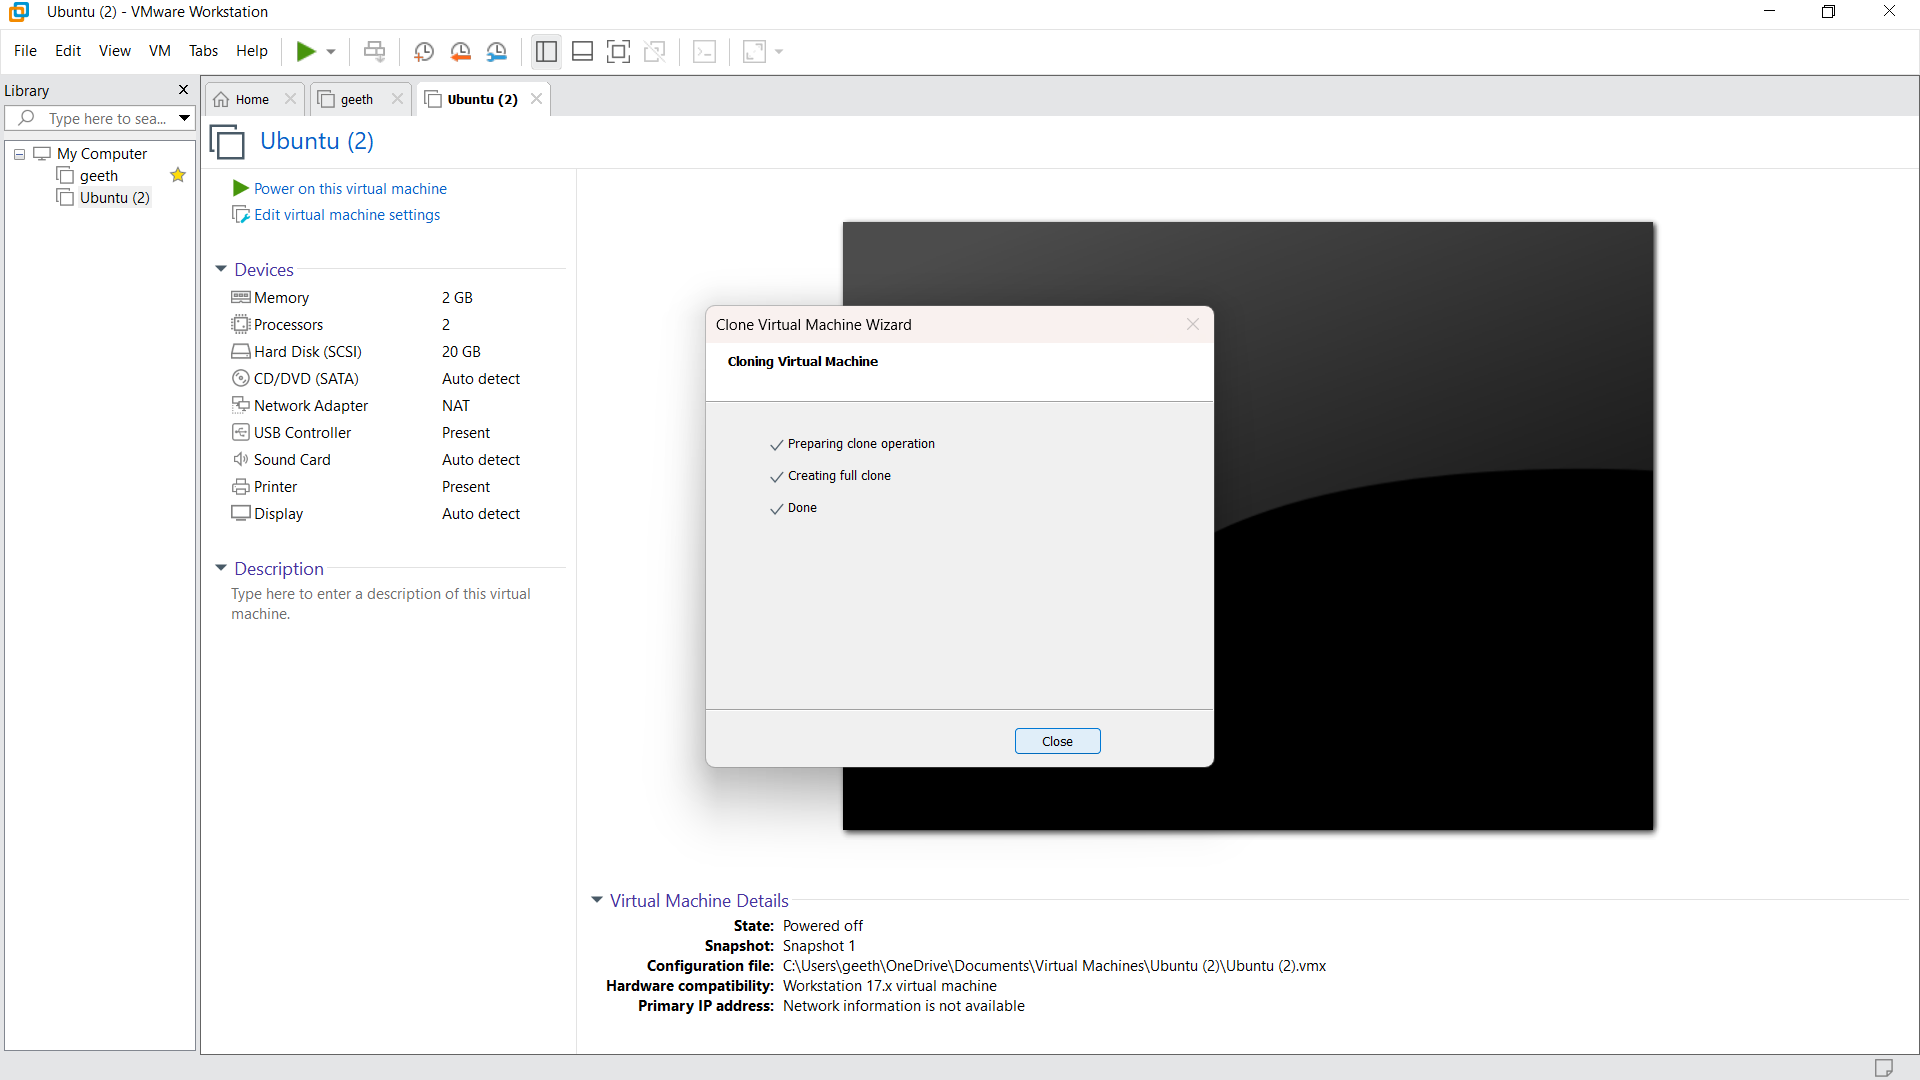 Ubuntu (2) - VMware Workstation
File Edit View VM Tabs Help
Library
Type here to sea...
My Computer
geeth
Ubuntu (2)
Home
geeth
Ubuntu (2)
Ubuntu (2)
Power on this virtual machine
Edit virtual machine settings
Devices
Memory 2 GB
Processors 2
Hard Disk (SCSI) 20 GB
CD/DVD (SATA) Auto detect
Network Adapter NAT
USB Controller Present
Sound Card Auto detect
Printer Present
Display Auto detect
Description
Type here to enter a description of this virtual
machine.
Clone Virtual Machine Wizard
Cloning Virtual Machine
Preparing clone operation
Creating full clone
Done
Close
Virtual Machine Details
State: Powered off
Snapshot: Snapshot 1
Configuration file: C:\Users\geeth\OneDrive\Documents\Virtual Machines\Ubuntu (2)\Ubuntu (2).vmx
Hardware compatibility: Workstation 17.x virtual machine
Primary IP address: Network information is not available